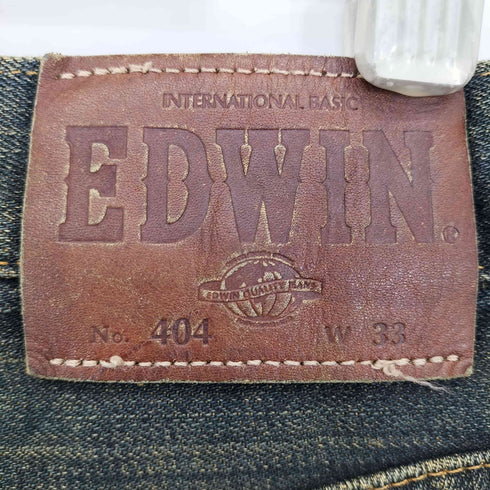 INTERNATIONAL BASIC
EDWIN.
EDWIN QUALITY JEANS
No. 404 W 33